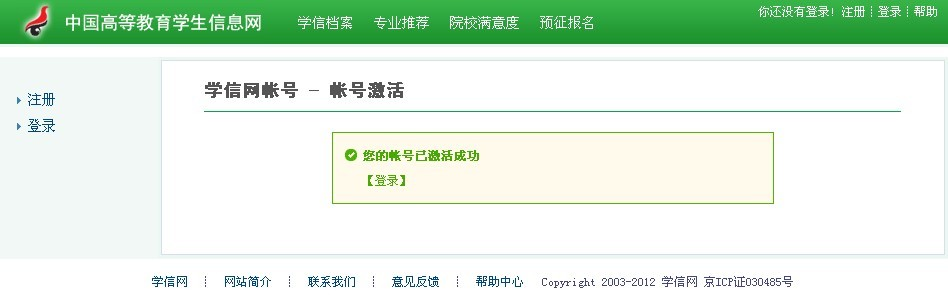 你还没有登录! 注册 ┊ 登录 ┊ 帮助
中国高等教育学生信息网 学信档案 专业推荐 院校满意度 预征报名
注册
登录
学信网帐号 - 帐号激活
您的帐号已激活成功
【登录】
学信网 ┊ 网站简介 ┊ 联系我们 ┊ 意见反馈 ┊ 帮助中心 Copyright 2003-2012 学信网 京ICP证030485号